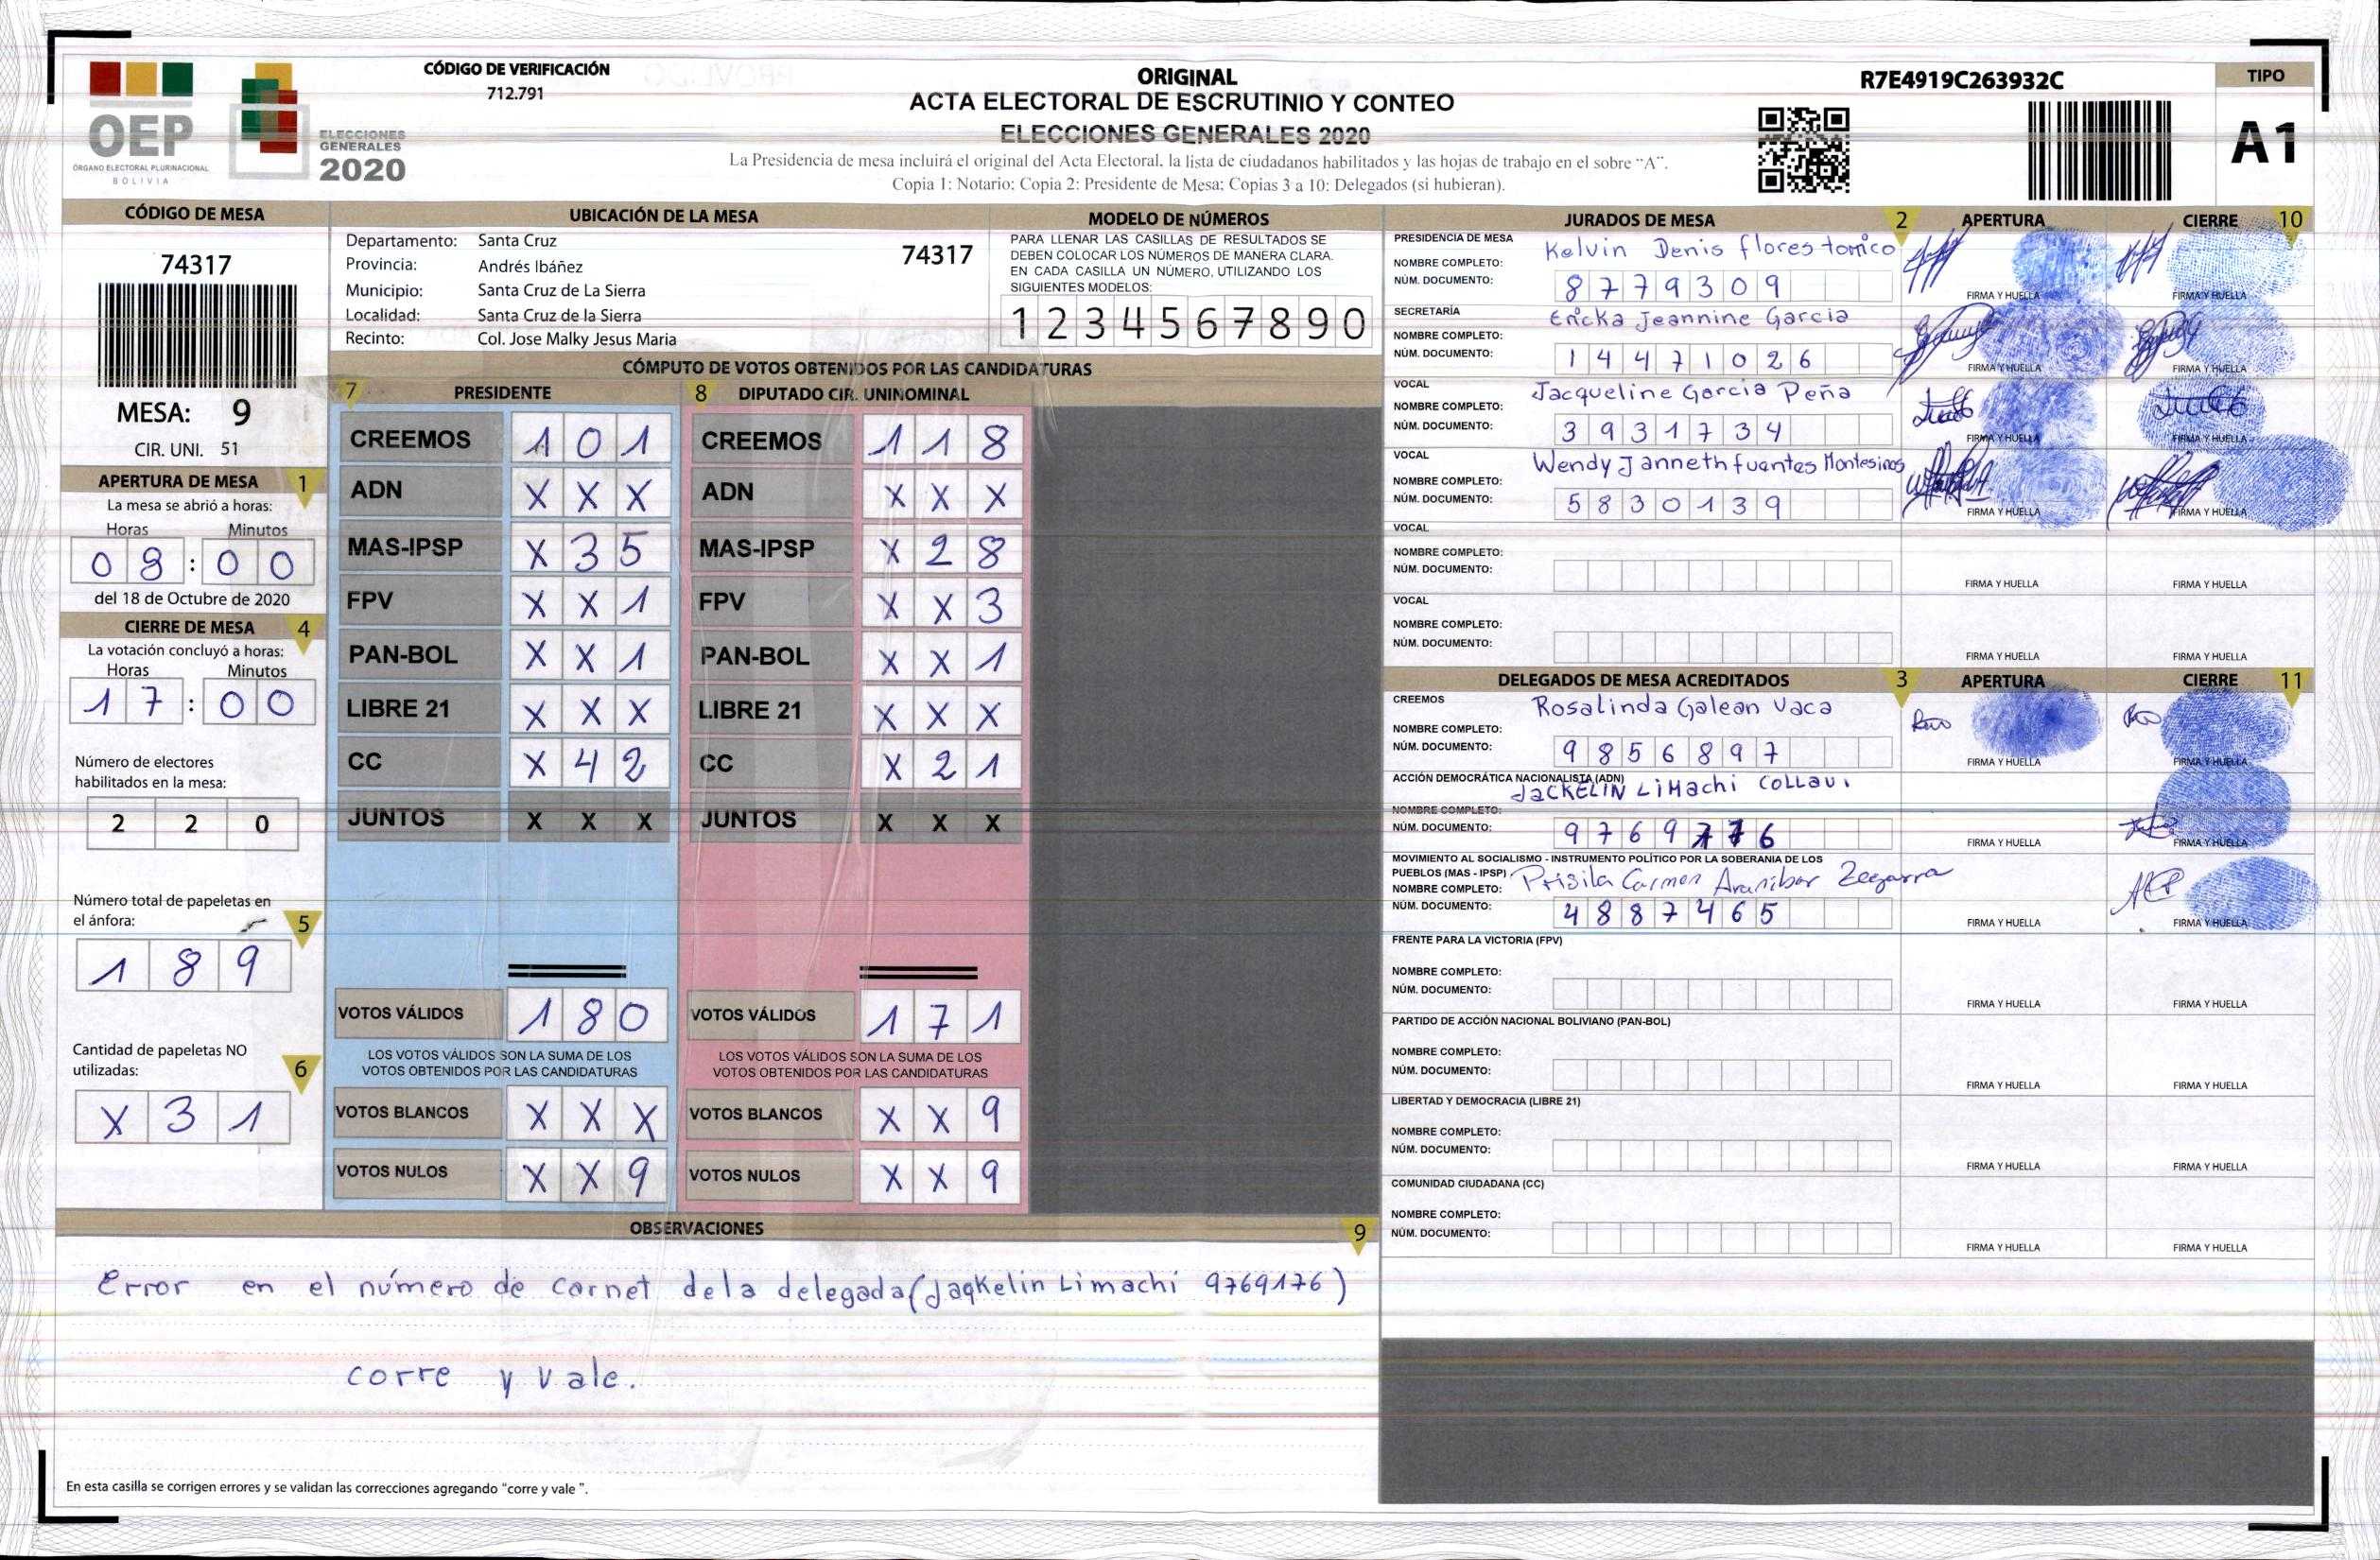 CÓDIGO DE VERIFICACIÓN
712.791
OEP
ÓRGANO ELECTORAL PLURINACIONAL
BOLIVIA
ELECCIONES
GENERALES
2020
ORIGINAL
ACTA ELECTORAL DE ESCRUTINIO Y CONTEO
ELECCIONES GENERALES 2020
La Presidencia de mesa incluirá el original del Acta Electoral, la lista de ciudadanos habilitados y las hojas de trabajo en el sobre "A".
Copia 1: Notario; Copia 2: Presidente de Mesa; Copias 3 a 10: Delegados (si hubieran).
R7E4919C263932C
TIPO
A1
CÓDIGO DE MESA
74317
MESA: 9
CIR. UNI. 51
APERTURA DE MESA 1
La mesa se abrió a horas:
Horas Minutos
0 9 : 0 0
del 18 de Octubre de 2020
CIERRE DE MESA 4
La votación concluyó a horas:
Horas Minutos
1 7 : 0 0
Número de electores
habilitados en la mesa:
2 2 0
Número total de papeletas en
el ánfora: 5
1 8 9
Cantidad de papeletas NO
utilizadas: 6
X 3 1
UBICACIÓN DE LA MESA
Departamento: Santa Cruz 74317
Provincia: Andrés Ibáñez
Municipio: Santa Cruz de La Sierra
Localidad: Santa Cruz de la Sierra
Recinto: Col. Jose Malky Jesus Maria
MODELO DE NÚMEROS
PARA LLENAR LAS CASILLAS DE RESULTADOS SE
DEBEN COLOCAR LOS NÚMEROS DE MANERA CLARA.
EN CADA CASILLA UN NÚMERO, UTILIZANDO LOS
SIGUIENTES MODELOS:
1 2 3 4 5 6 7 8 9 0
CÓMPUTO DE VOTOS OBTENIDOS POR LAS CANDIDATURAS
7 PRESIDENTE
CREEMOS 1 0 1
ADN X X X
MAS-IPSP X 3 5
FPV X X 1
PAN-BOL X X 1
LIBRE 21 X X X
CC X 4 2
JUNTOS X X X
VOTOS VÁLIDOS 1 8 0
LOS VOTOS VÁLIDOS SON LA SUMA DE LOS
VOTOS OBTENIDOS POR LAS CANDIDATURAS
VOTOS BLANCOS X X X
VOTOS NULOS X X 9
8 DIPUTADO CIR. UNINOMINAL
CREEMOS 1 1 8
ADN X X X
MAS-IPSP X 2 8
FPV X X 3
PAN-BOL X X 1
LIBRE 21 X X X
CC X 2 1
JUNTOS X X X
VOTOS VÁLIDOS 1 7 1
LOS VOTOS VÁLIDOS SON LA SUMA DE LOS
VOTOS OBTENIDOS POR LAS CANDIDATURAS
VOTOS BLANCOS X X 9
VOTOS NULOS X X 9
OBSERVACIONES 9
Error en el número de carnet dela delegada (Jaqkelin Limachi 9769176)
corre y vale.
En esta casilla se corrigen errores y se validan las correcciones agregando "corre y vale ".
JURADOS DE MESA 2 APERTURA CIERRE 10
PRESIDENCIA DE MESA
NOMBRE COMPLETO: Kelvin Denis flores tomico
NÚM. DOCUMENTO: 8 7 7 9 3 0 9
FIRMA Y HUELLA FIRMA Y HUELLA
SECRETARÍA
NOMBRE COMPLETO: Ericka Jeannine Garcia
NÚM. DOCUMENTO: 1 4 4 7 1 0 2 6
FIRMA Y HUELLA FIRMA Y HUELLA
VOCAL
NOMBRE COMPLETO: Jacqueline Garcia Peña
NÚM. DOCUMENTO: 3 9 3 1 7 3 4
FIRMA Y HUELLA FIRMA Y HUELLA
VOCAL
NOMBRE COMPLETO: Wendy Janneth fuentes Montesinos
NÚM. DOCUMENTO: 5 8 3 0 1 3 9
FIRMA Y HUELLA FIRMA Y HUELLA
VOCAL
NOMBRE COMPLETO:
NÚM. DOCUMENTO:
FIRMA Y HUELLA FIRMA Y HUELLA
VOCAL
NOMBRE COMPLETO:
NÚM. DOCUMENTO:
FIRMA Y HUELLA FIRMA Y HUELLA
DELEGADOS DE MESA ACREDITADOS 3 APERTURA CIERRE 11
CREEMOS
NOMBRE COMPLETO: Rosalinda Galean Vaca
NÚM. DOCUMENTO: 9 8 5 6 8 9 7
FIRMA Y HUELLA FIRMA Y HUELLA
ACCIÓN DEMOCRÁTICA NACIONALISTA (ADN)
NOMBRE COMPLETO: JACKELIN LiMachi COLLAVI
NÚM. DOCUMENTO: 9 7 6 9 1 7 6
FIRMA Y HUELLA FIRMA Y HUELLA
MOVIMIENTO AL SOCIALISMO - INSTRUMENTO POLÍTICO POR LA SOBERANIA DE LOS
PUEBLOS (MAS - IPSP)
NOMBRE COMPLETO: Prisila Carmen Aranibar Zegarra
NÚM. DOCUMENTO: 4 8 8 7 4 6 5
FIRMA Y HUELLA FIRMA Y HUELLA
FRENTE PARA LA VICTORIA (FPV)
NOMBRE COMPLETO:
NÚM. DOCUMENTO:
FIRMA Y HUELLA FIRMA Y HUELLA
PARTIDO DE ACCIÓN NACIONAL BOLIVIANO (PAN-BOL)
NOMBRE COMPLETO:
NÚM. DOCUMENTO:
FIRMA Y HUELLA FIRMA Y HUELLA
LIBERTAD Y DEMOCRACIA (LIBRE 21)
NOMBRE COMPLETO:
NÚM. DOCUMENTO:
FIRMA Y HUELLA FIRMA Y HUELLA
COMUNIDAD CIUDADANA (CC)
NOMBRE COMPLETO:
NÚM. DOCUMENTO:
FIRMA Y HUELLA FIRMA Y HUELLA